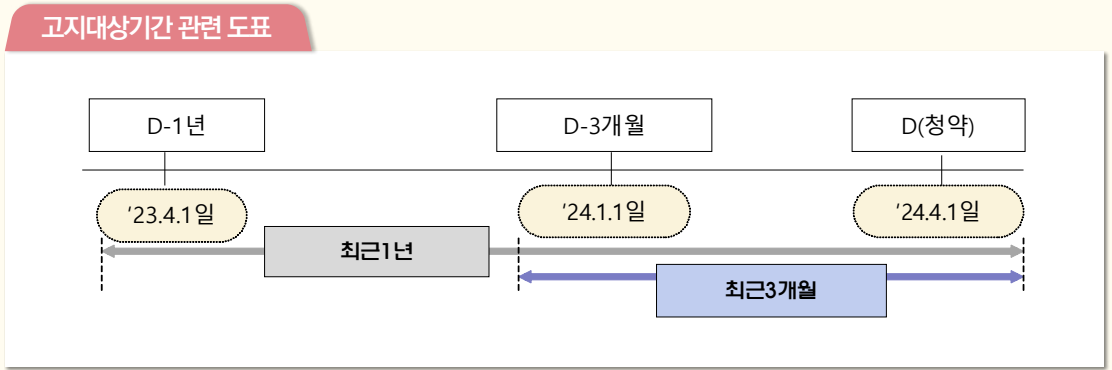 고지대상기간 관련 도표
D-1년
D-3개월
D(청약)
‘23.4.1일
‘24.1.1일
‘24.4.1일
최근1년
최근3개월